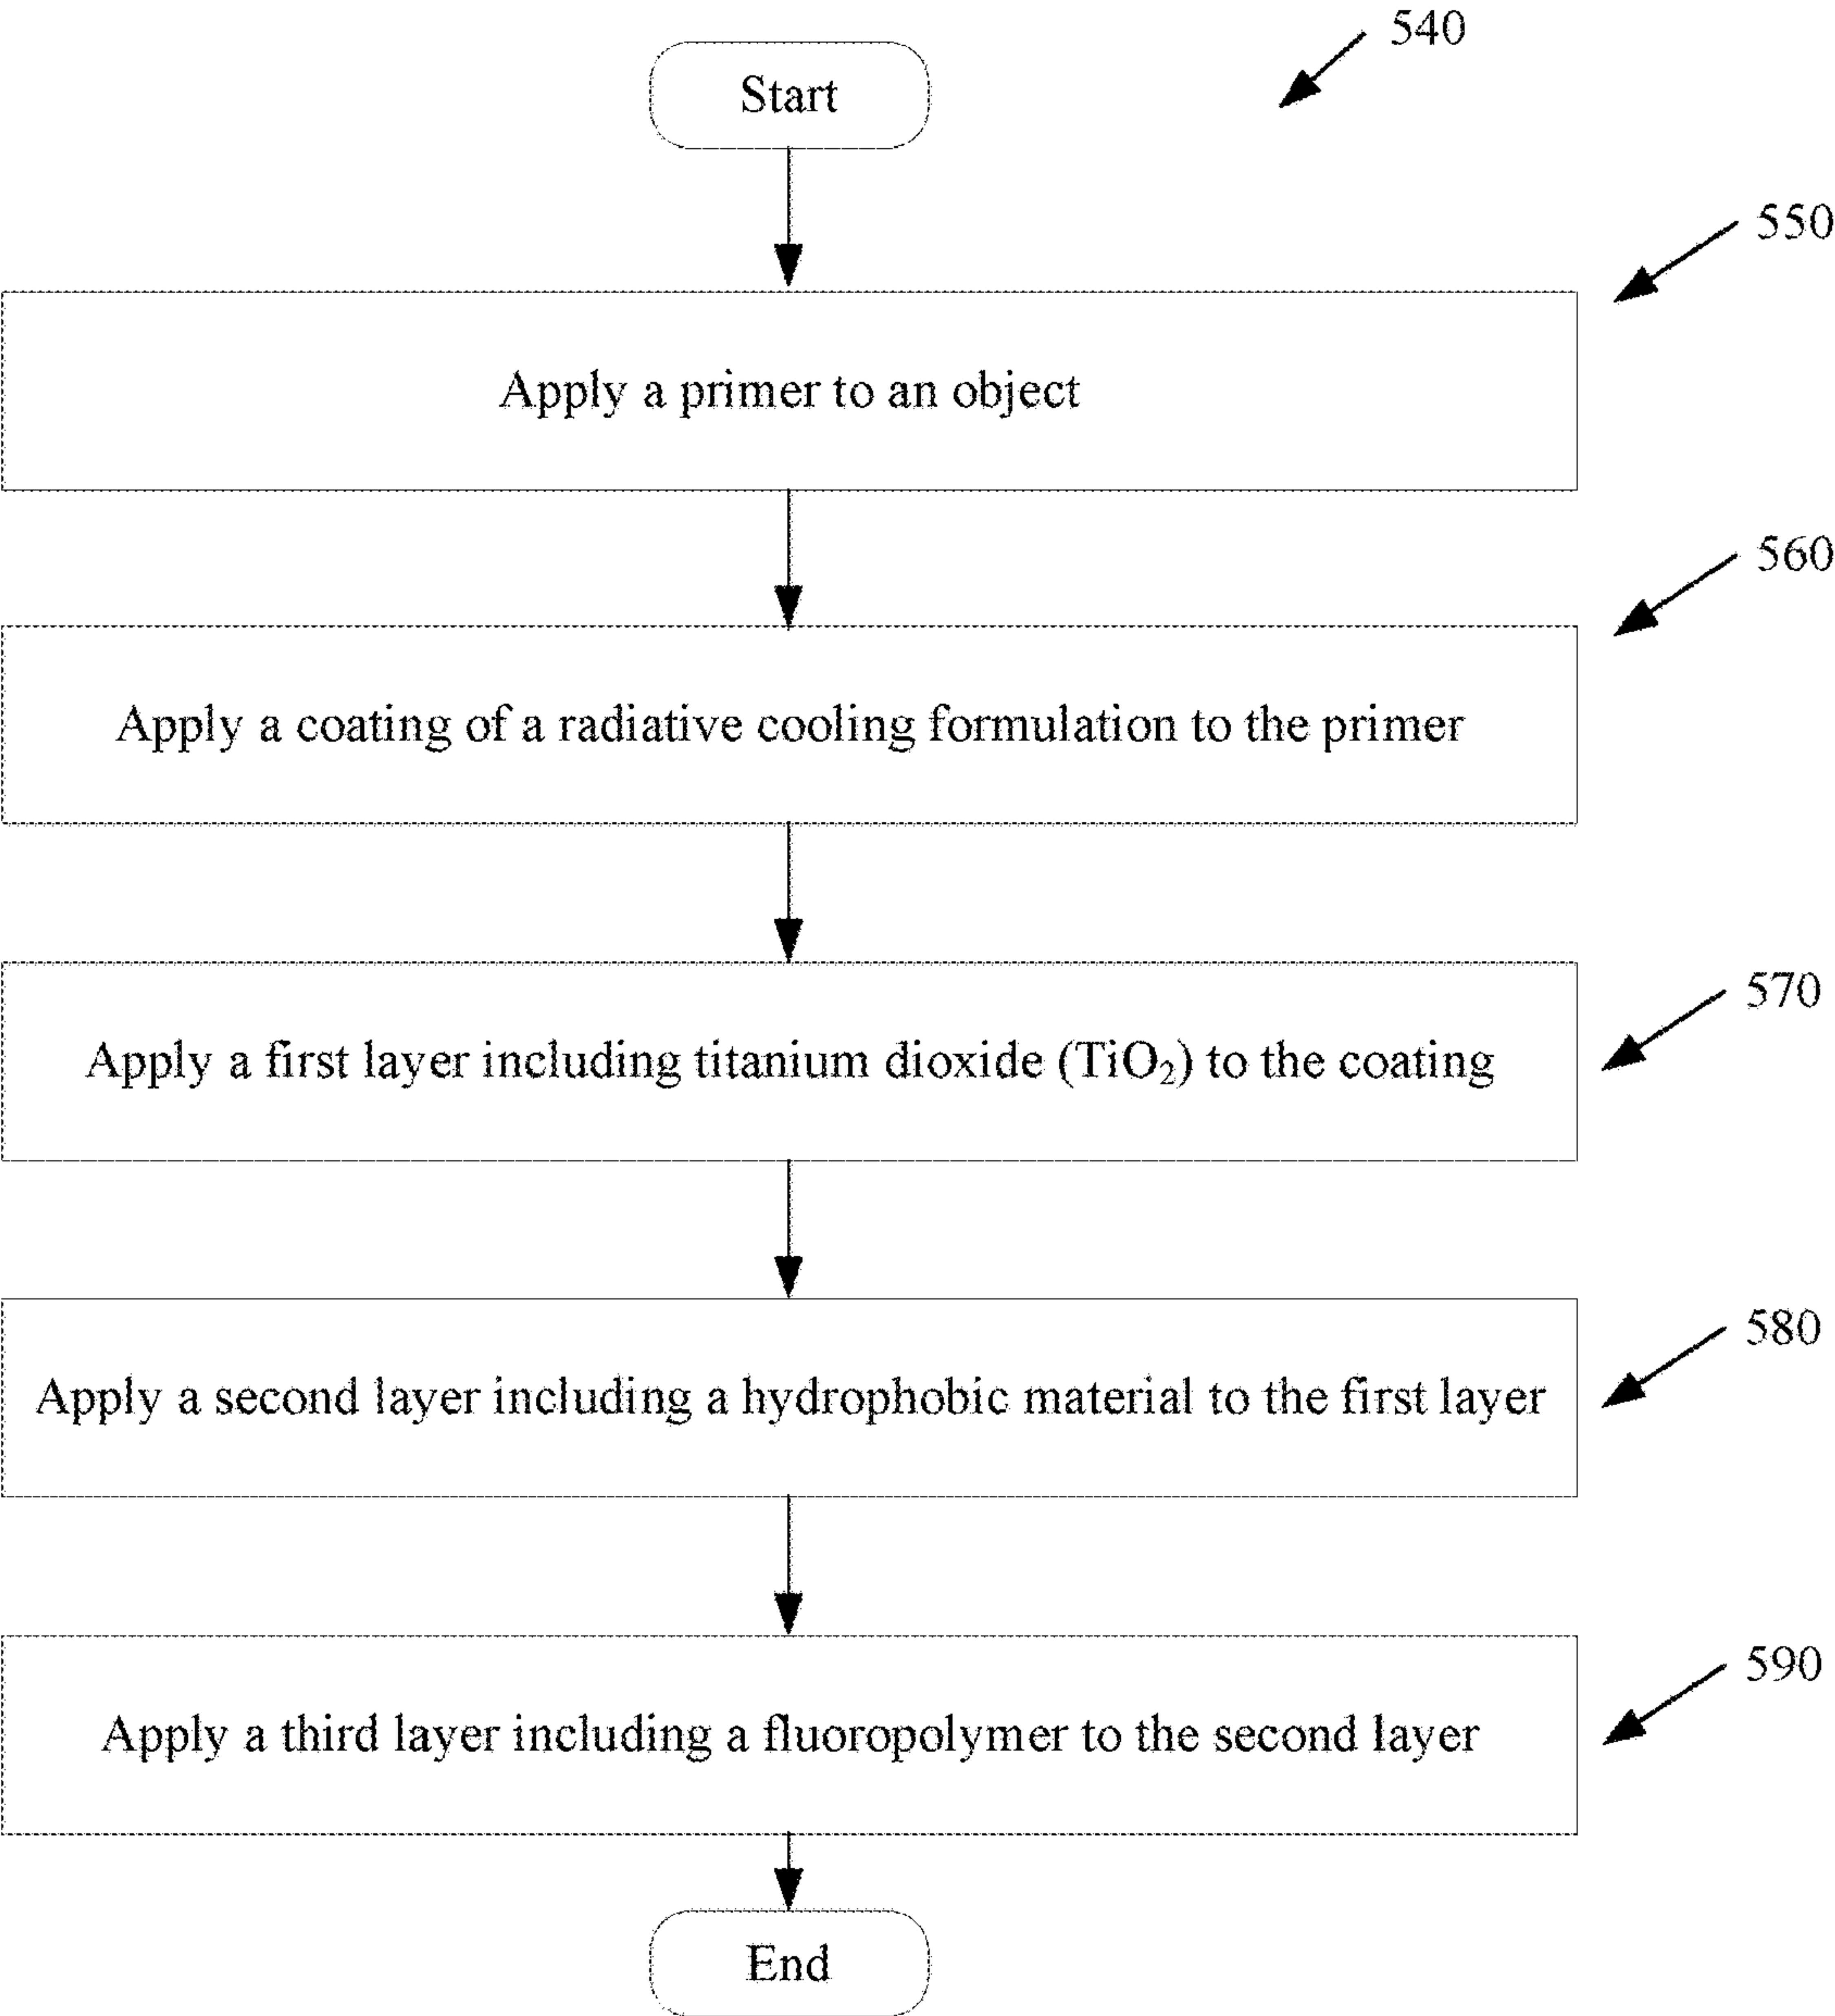 540
Start
550
Apply a primer to an object
560
Apply a coating of a radiative cooling formulation to the primer
570
Apply a first layer including titanium dioxide (TiO₂) to the coating
580
Apply a second layer including a hydrophobic material to the first layer
590
Apply a third layer including a fluoropolymer to the second layer
End